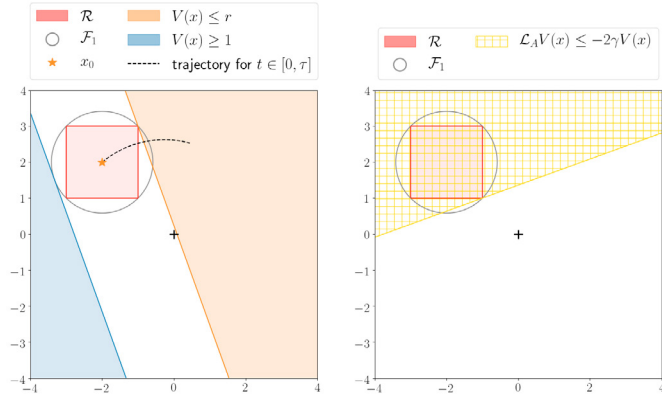 R V(x) ≤ r
F₁ V(x) ≥ 1
x₀ trajectory for t ∈ [0, τ]
R L_A V(x) ≤ −2γV(x)
F₁
4
3
2
1
0
−1
−2
−3
−4
−4 −2 0 2 4
4
3
2
1
0
−1
−2
−3
−4
−4 −2 0 2 4